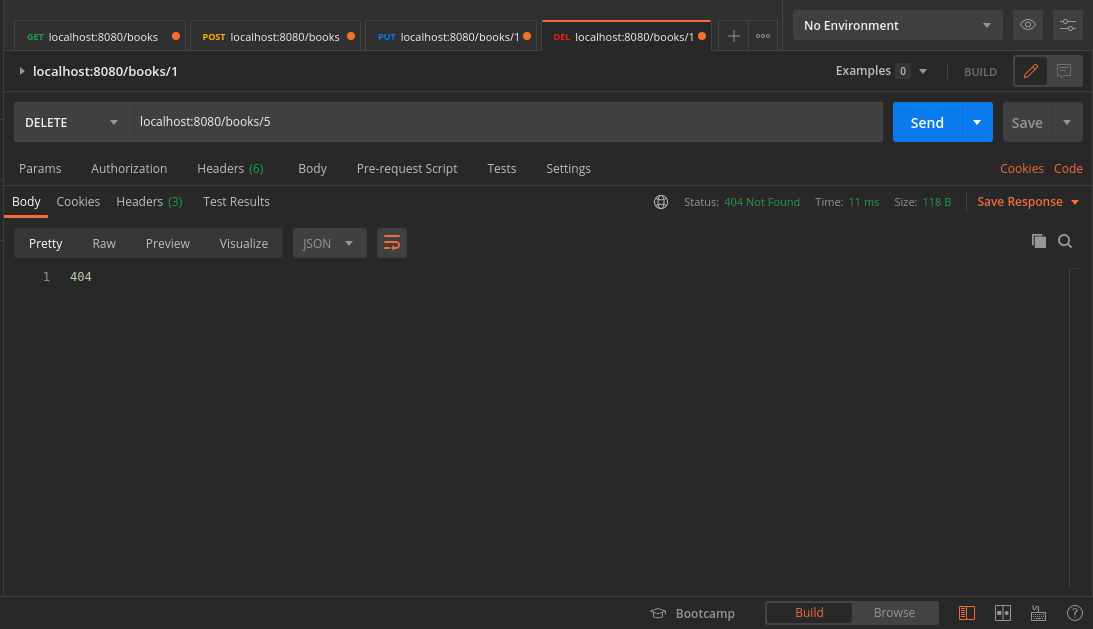 GET localhost:8080/books POST localhost:8080/books PUT localhost:8080/books/1 DEL localhost:8080/books/1 No Environment
localhost:8080/books/1 Examples 0 BUILD
DELETE localhost:8080/books/5 Send Save
Params Authorization Headers (6) Body Pre-request Script Tests Settings Cookies Code
Body Cookies Headers (3) Test Results Status: 404 Not Found Time: 11 ms Size: 118 B Save Response
Pretty Raw Preview Visualize JSON
1 404
Bootcamp Build Browse